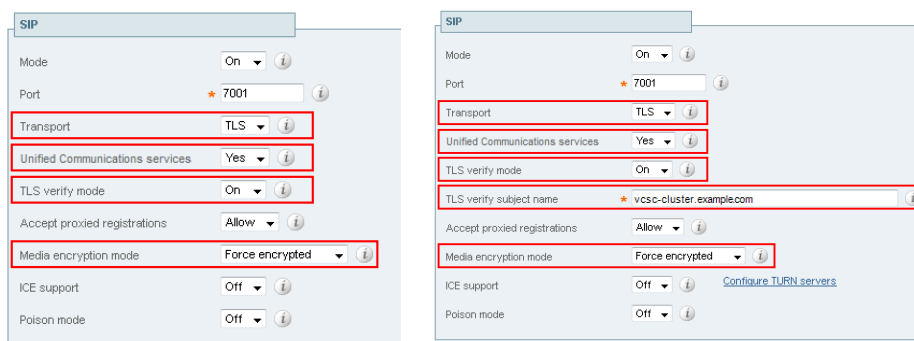 SIP
Mode On i
Port * 7001 i
Transport TLS i
Unified Communications services Yes i
TLS verify mode On i
Accept proxied registrations Allow i
Media encryption mode Force encrypted i
ICE support Off i
Poison mode Off i
SIP
Mode On i
Port * 7001 i
Transport TLS i
Unified Communications services Yes i
TLS verify mode On i
TLS verify subject name * vcsc-cluster.example.com i
Accept proxied registrations Allow i
Media encryption mode Force encrypted i
ICE support Off i Configure TURN servers
Poison mode Off i